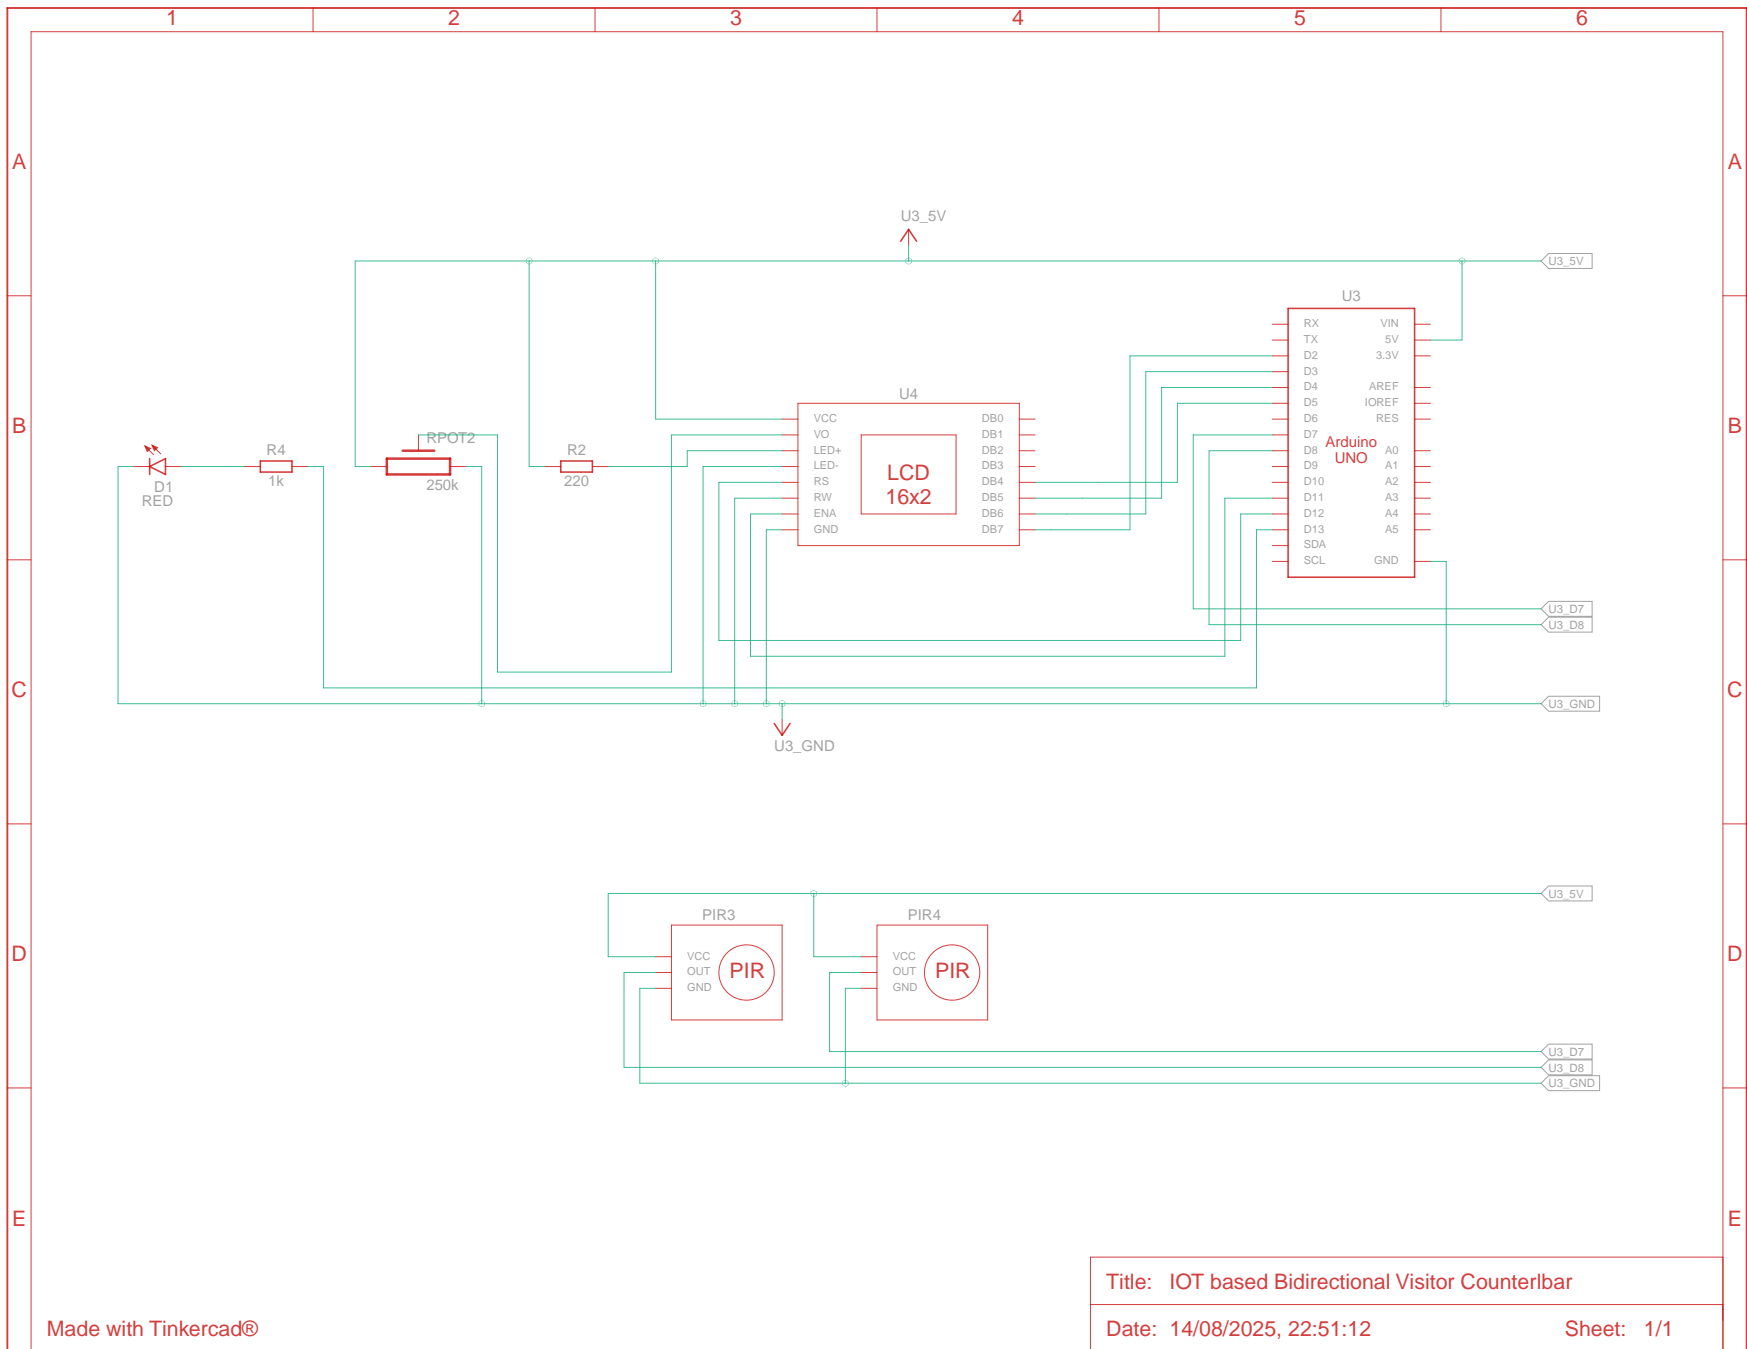 1 2 3 4 5 6
A A
U3_5V
U3_5V
B B
U3
RX VIN
TX 5V
D2 3.3V
D3
D4 AREF
D5 IOREF
D6 RES
D7
D8 A0
D9 A1
D10 A2
D11 A3
D12 A4
D13 A5
SDA
SCL GND
Arduino
UNO
U4
VCC DB0
VO DB1
LED+ DB2
LED- DB3
RS DB4
RW DB5
ENA DB6
GND DB7
LCD
16x2
D1
RED
R4
1k
RPOT2
250k
R2
220
U3_D7
U3_D8
C C
U3_GND
U3_GND
U3_5V
D D
PIR3
VCC
OUT
GND
PIR
PIR4
VCC
OUT
GND
PIR
U3_D7
U3_D8
U3_GND
E E
Title: IOT based Bidirectional Visitor Counterlbar
Made with Tinkercad®
Date: 14/08/2025, 22:51:12 Sheet: 1/1